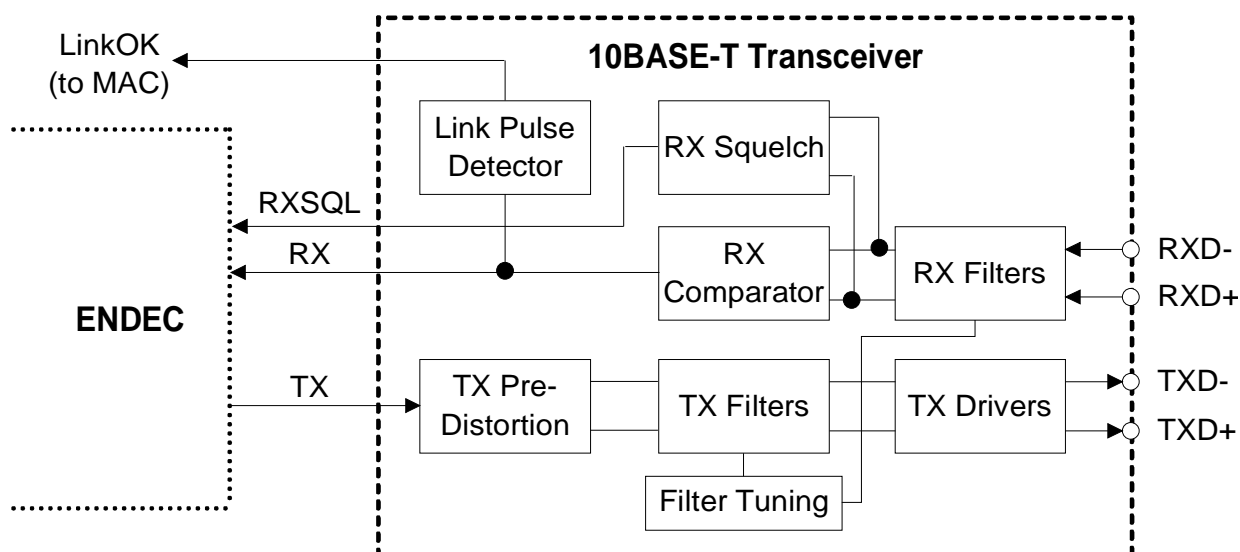 LinkOK
(to MAC)
10BASE-T Transceiver
Link Pulse
Detector
RX Squelch
RXSQL
RX
RX
Comparator
RX Filters
RXD-
RXD+
ENDEC
TX
TX Pre-
Distortion
TX Filters
TX Drivers
TXD-
TXD+
Filter Tuning